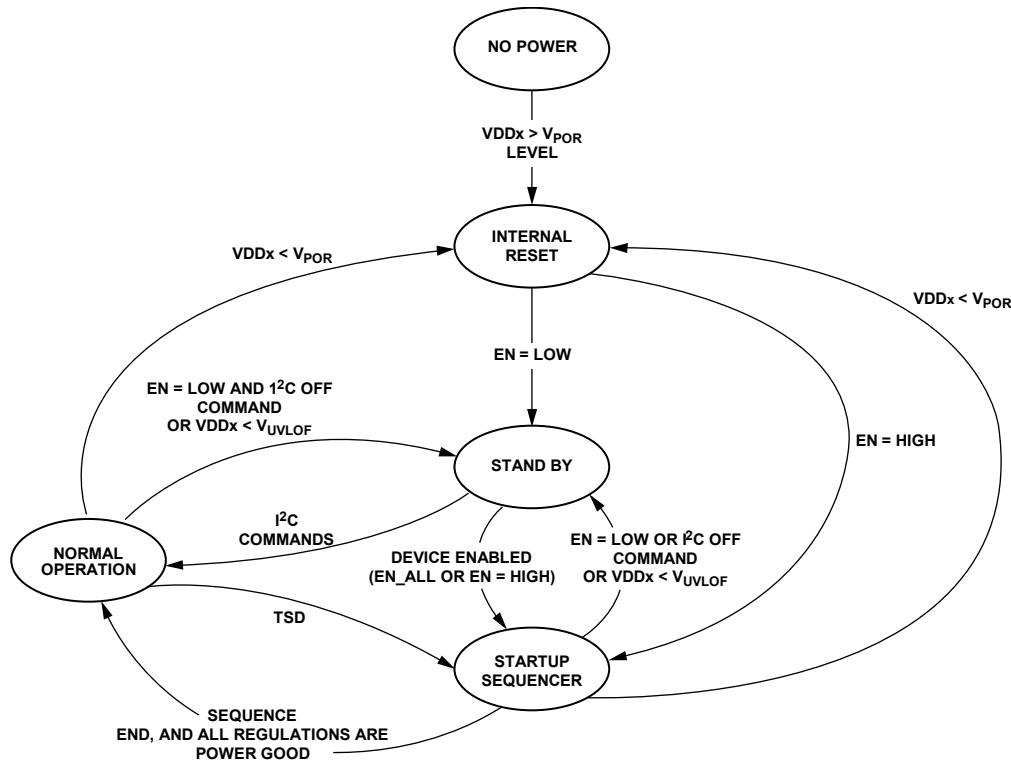 NO POWER
VDDx > VPOR
LEVEL
INTERNAL
RESET
VDDx < VPOR
VDDx < VPOR
EN = LOW
EN = LOW AND 1²C OFF
COMMAND
OR VDDx < VUVLOF
EN = HIGH
STAND BY
I²C
COMMANDS
DEVICE ENABLED
(EN_ALL OR EN = HIGH)
EN = LOW OR I²C OFF
COMMAND
OR VDDx < VUVLOF
NORMAL
OPERATION
TSD
STARTUP
SEQUENCER
SEQUENCE
END, AND ALL REGULATIONS ARE
POWER GOOD